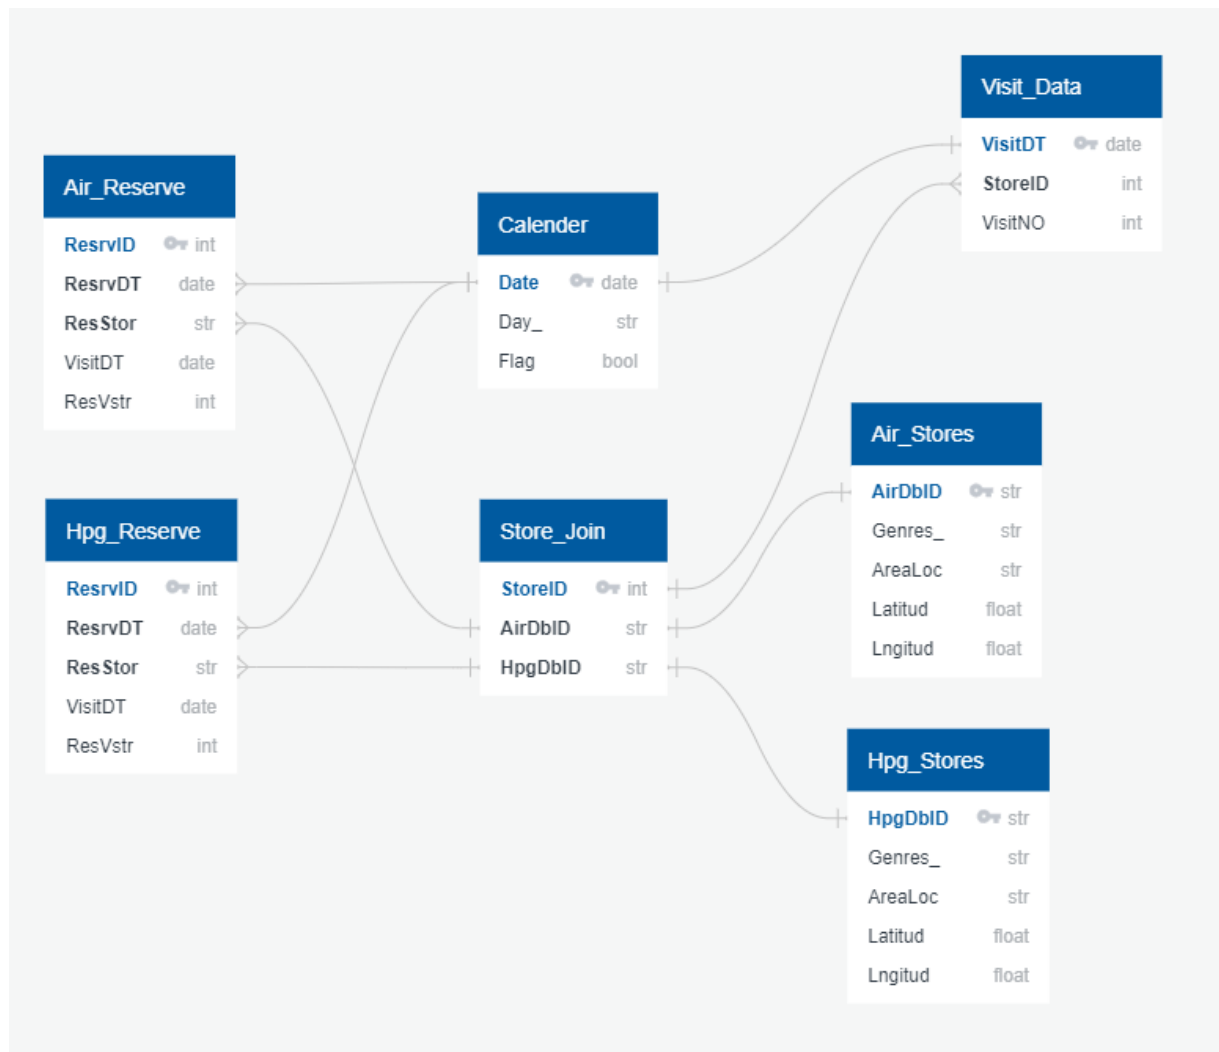 Visit_Data
VisitDT date
StoreID int
VisitNO int
Air_Reserve
ResrvID int
ResrvDT date
ResStor str
VisitDT date
ResVstr int
Calender
Date date
Day_ str
Flag bool
Air_Stores
AirDbID str
Genres_ str
AreaLoc str
Latitud float
Lngitud float
Hpg_Reserve
ResrvID int
ResrvDT date
ResStor str
VisitDT date
ResVstr int
Store_Join
StoreID int
AirDbID str
HpgDbID str
Hpg_Stores
HpgDbID str
Genres_ str
AreaLoc str
Latitud float
Lngitud float